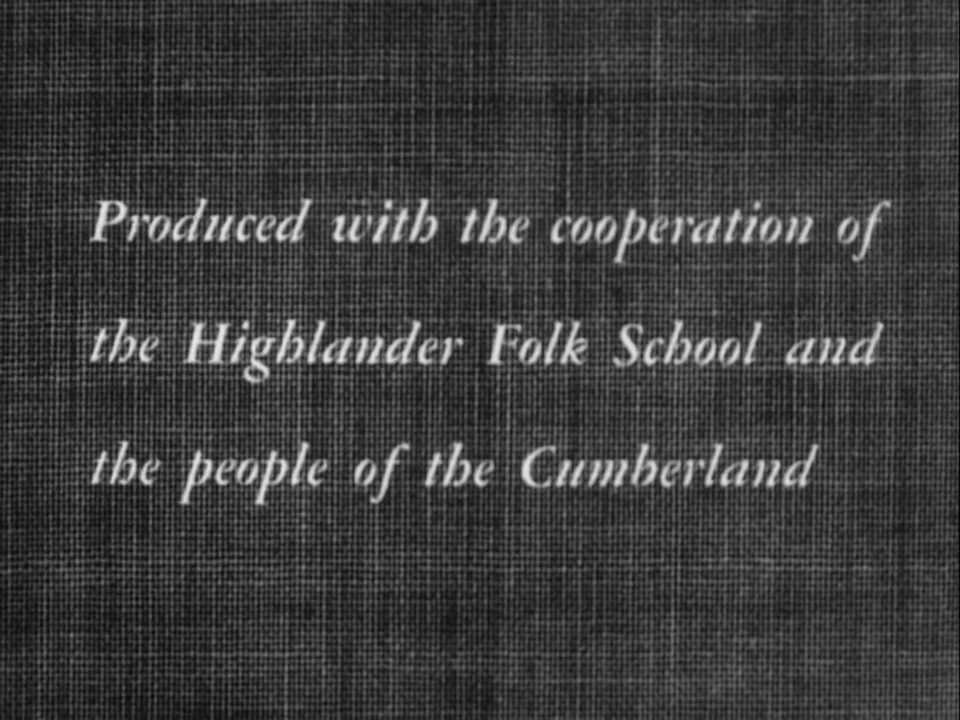 Produced with the cooperation of
the Highlander Folk School and
the people of the Cumberland